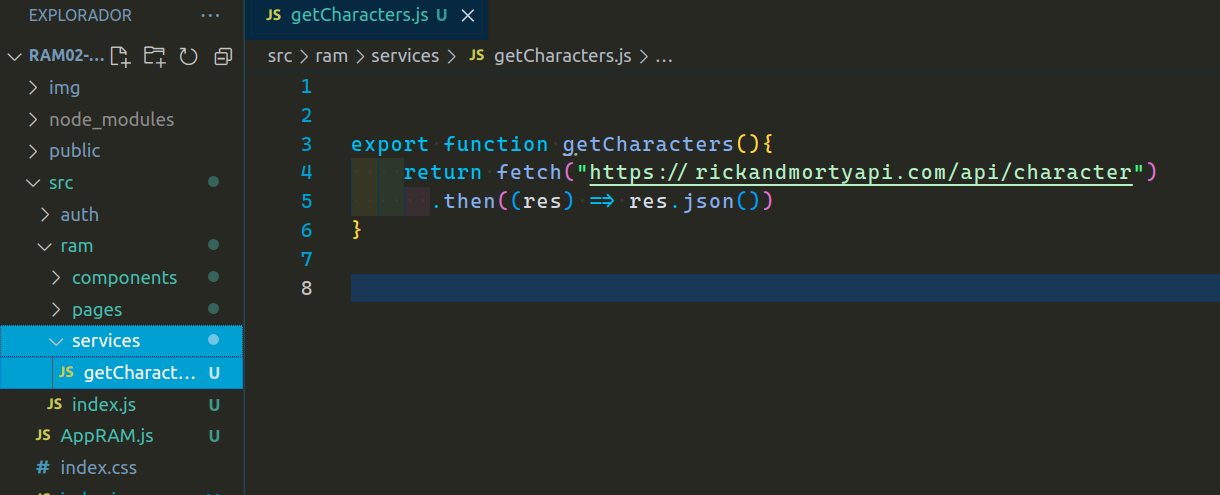 EXPLORADOR ...
RAM02-...
img
node_modules
public
src
auth
ram
components
pages
services
JS getCharact... U
JS index.js U
JS AppRAM.js U
# index.css
JS getCharacters.js U ×
src > ram > services > JS getCharacters.js > ...
1
2
3 export function getCharacters(){
4 return fetch("https://rickandmortyapi.com/api/character")
5 .then((res) => res.json())
6 }
7
8